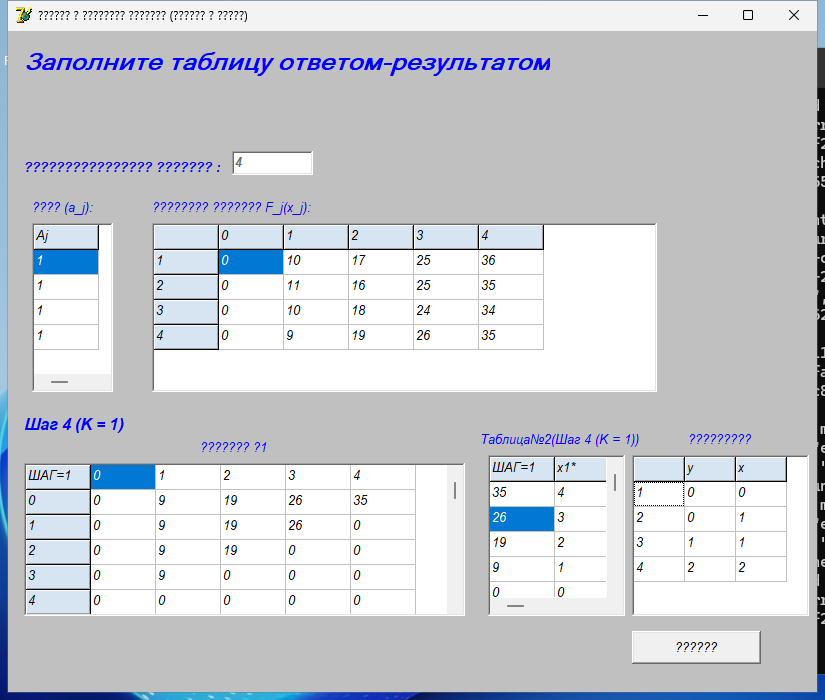 ?????? ? ???????? ??????? (?????? ? ?????)
Заполните таблицу ответом-результатом
???????????????? ??????? : 4
???? (a_j):
Aj
1
1
1
1
???????? ??????? F_j(x_j):
0 1 2 3 4
1 0 10 17 25 36
2 0 11 16 25 35
3 0 10 18 24 34
4 0 9 19 26 35
Шаг 4 (K = 1)
??????? ?1
ШАГ=1 0 1 2 3 4
0 0 9 19 26 35
1 0 9 19 26 0
2 0 9 19 0 0
3 0 9 0 0 0
4 0 0 0 0 0
Таблица№2(Шаг 4 (K = 1))
ШАГ=1 x1*
35 4
26 3
19 2
9 1
0 0
?????????
y x
1 0 0
2 0 1
3 1 1
4 2 2
??????